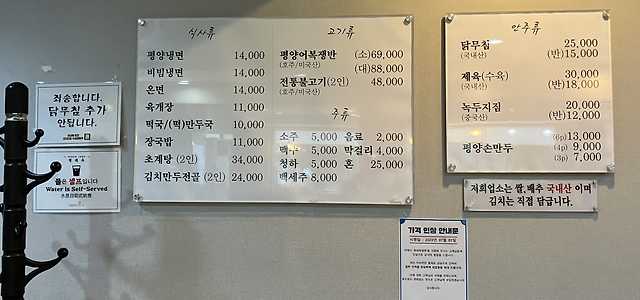 죄송합니다.
닭무침 추가
안됩니다.
물은 셀프입니다
Water is Self-Served
식사류
평양냉면 14,000
비빔냉면 14,000
온면 14,000
육개장 11,000
떡국/(떡)만두국 10,000
장국밥 11,000
초계탕 (2인) 34,000
김치만두전골 (2인) 24,000
고기류
평양어복쟁반 (소)69,000
(호주/미국산) (대)88,000
전통불고기(2인) 48,000
(호주/미국산)
주류
소주 5,000 음료 2,000
맥주 5,000 막걸리 4,000
청하 5,000 혼 25,000
백세주 8,000
안주류
닭무침 25,000
(국내산) (반)15,000
제육(수육) 30,000
(국내산) (반)18,000
녹두지짐 20,000
(중국산) (반)12,000
(6p)13,000
평양손만두 (4p) 9,000
(3p) 7,000
저희업소는 쌀,배추 국내산 이며
김치는 직접 담급니다.
가격 인상 안내문